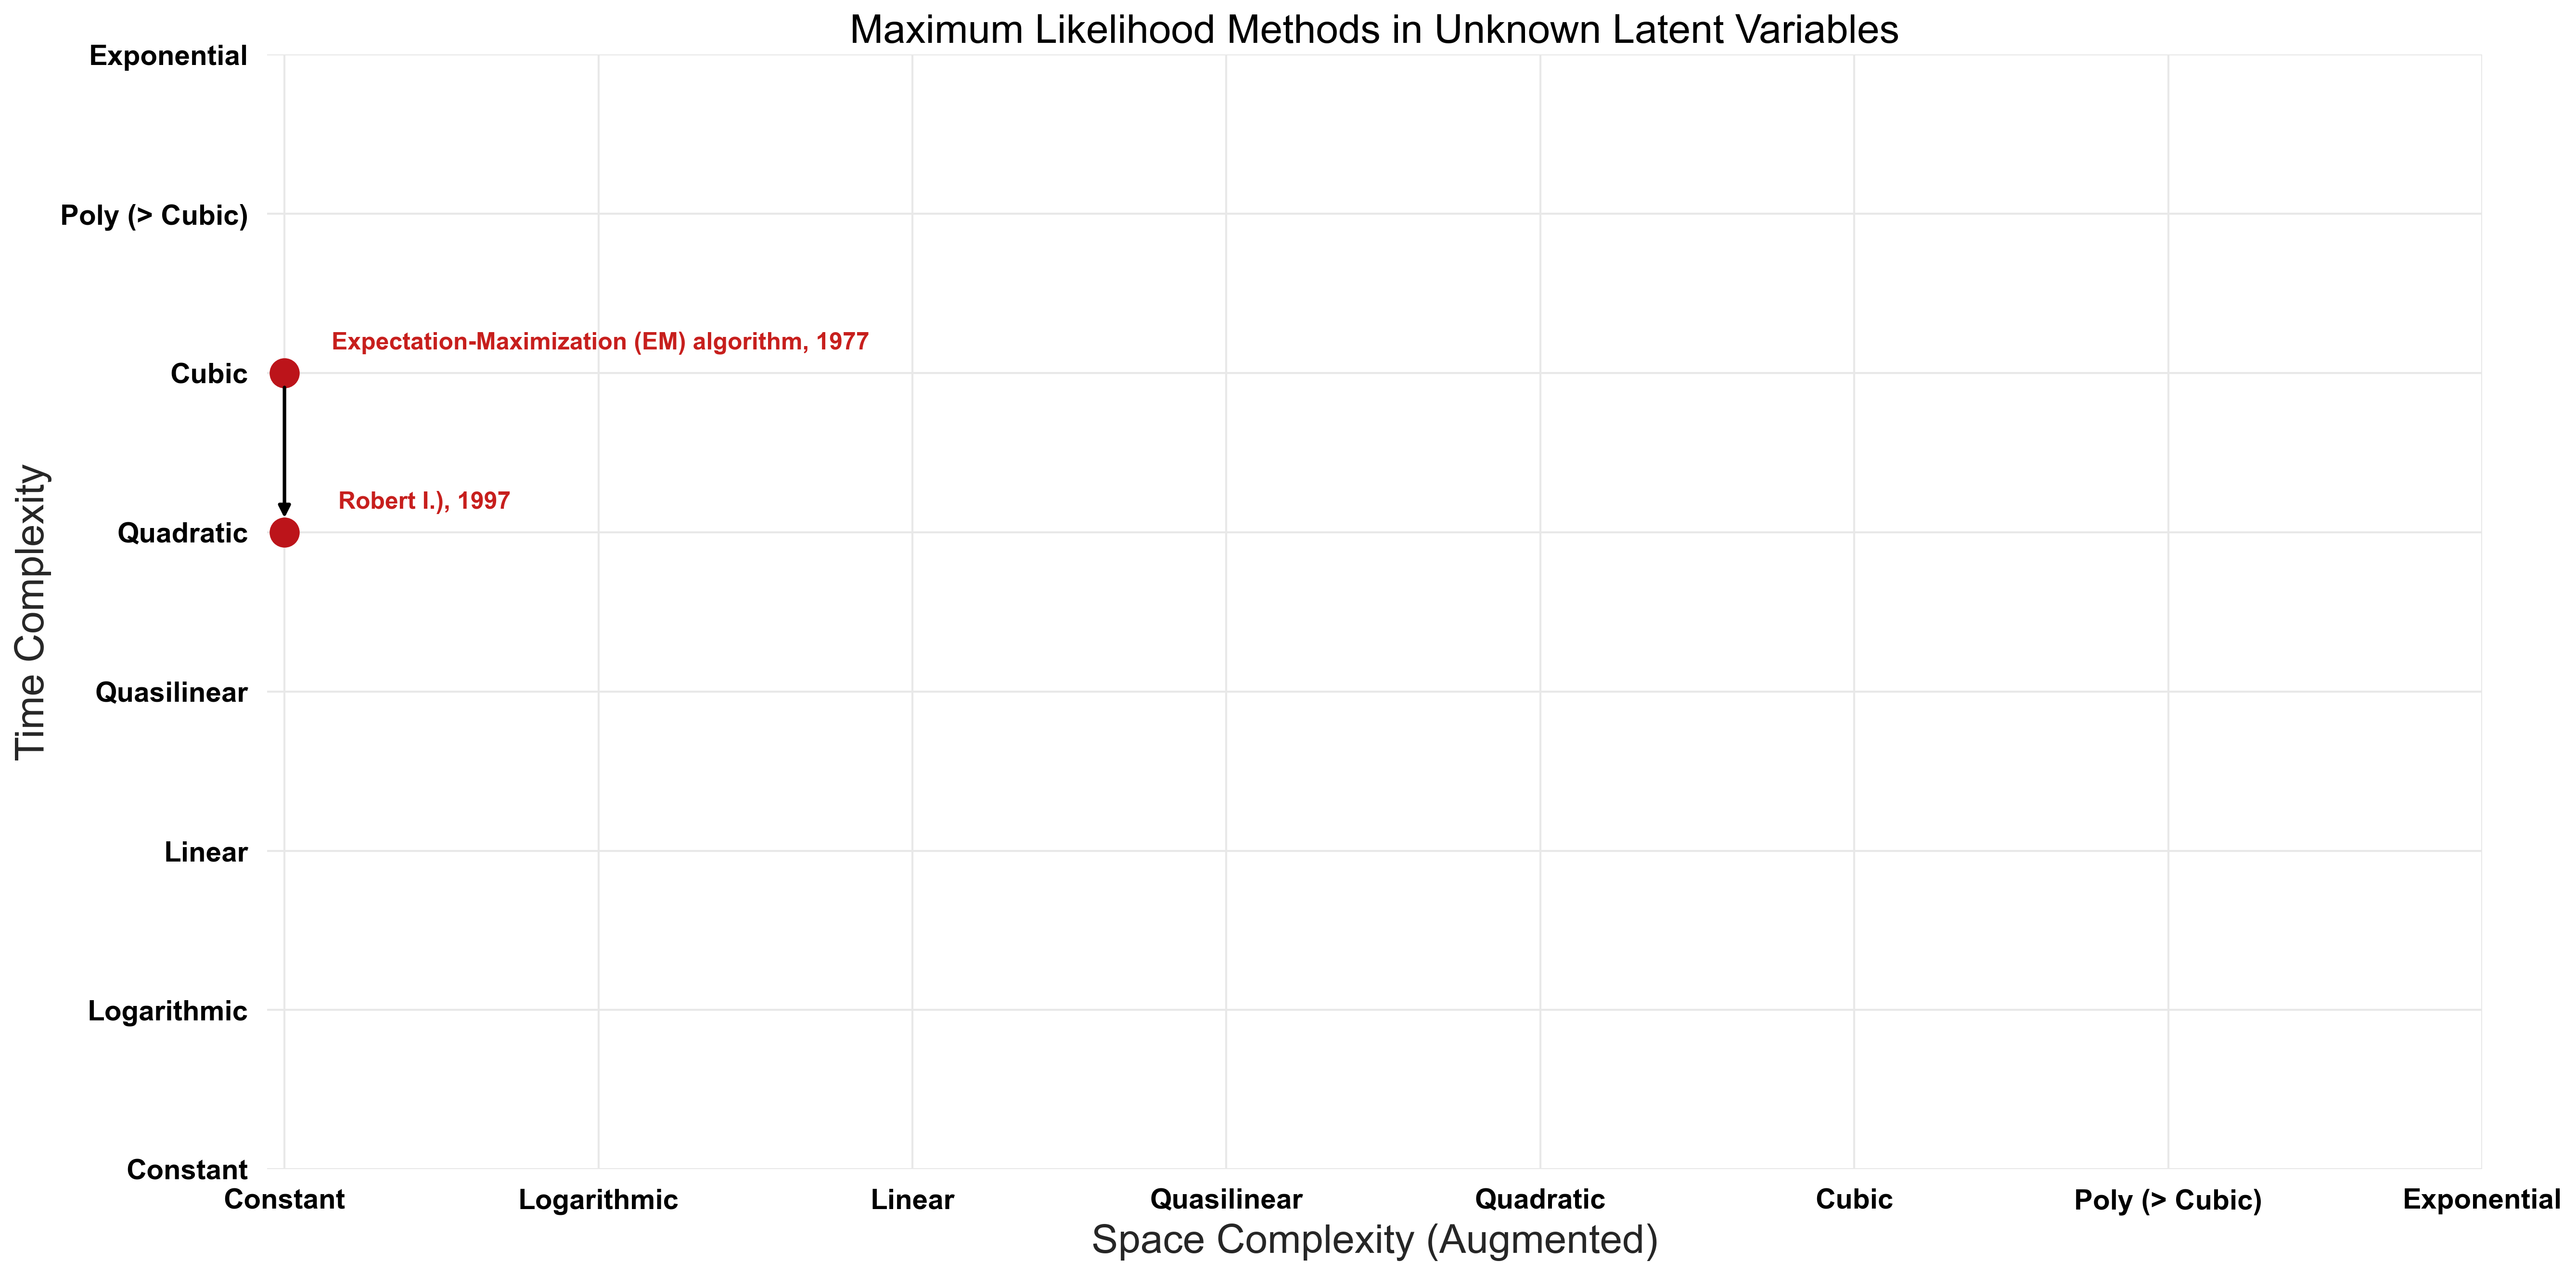 Maximum Likelihood Methods in Unknown Latent Variables
Exponential
Poly (> Cubic)
Expectation-Maximization (EM) algorithm, 1977
Cubic
Robert I.), 1997
Quadratic
Time Complexity
Quasilinear
Linear
Logarithmic
Constant
Constant Logarithmic Linear Quasilinear Quadratic Cubic Poly (> Cubic) Exponential
Space Complexity (Augmented)